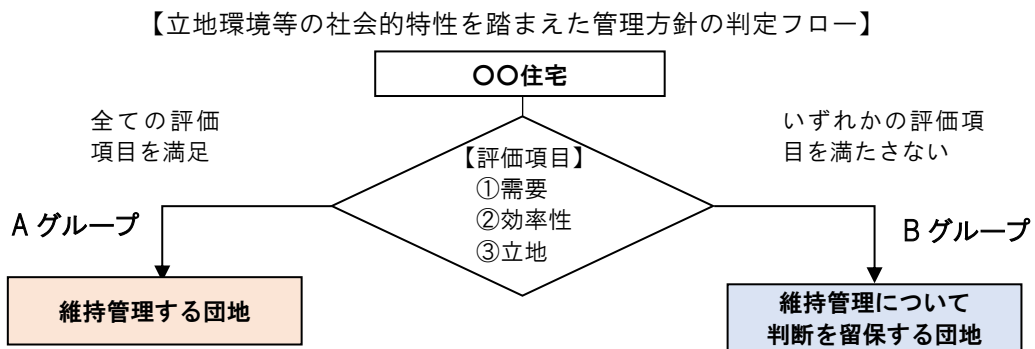 【立地環境等の社会的特性を踏まえた管理方針の判定フロー】
〇〇住宅
全ての評価
項目を満足
いずれかの評価項
目を満たさない
【評価項目】
①需要
②効率性
③立地
A グループ
B グループ
維持管理する団地
維持管理について
判断を留保する団地